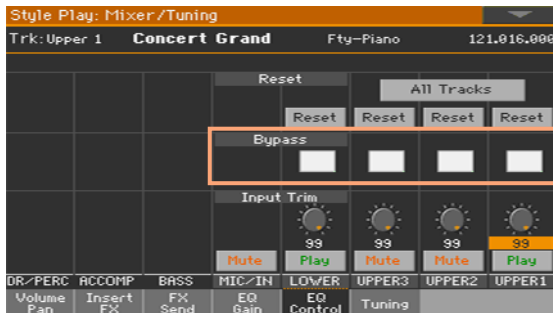 Style Play: Mixer/Tuning
Trk:Upper 1 Concert Grand Fty-Piano 121.016.000
Reset
All Tracks
Reset Reset Reset Reset
Bypass
Input Trim
99 99 99 99
Mute Play Mute Mute Play
DR/PERC ACCOMP BASS MIC/IN LOWER UPPER3 UPPER2 UPPER1
Volume Pan Insert FX FX Send EQ Gain EQ Control Tuning